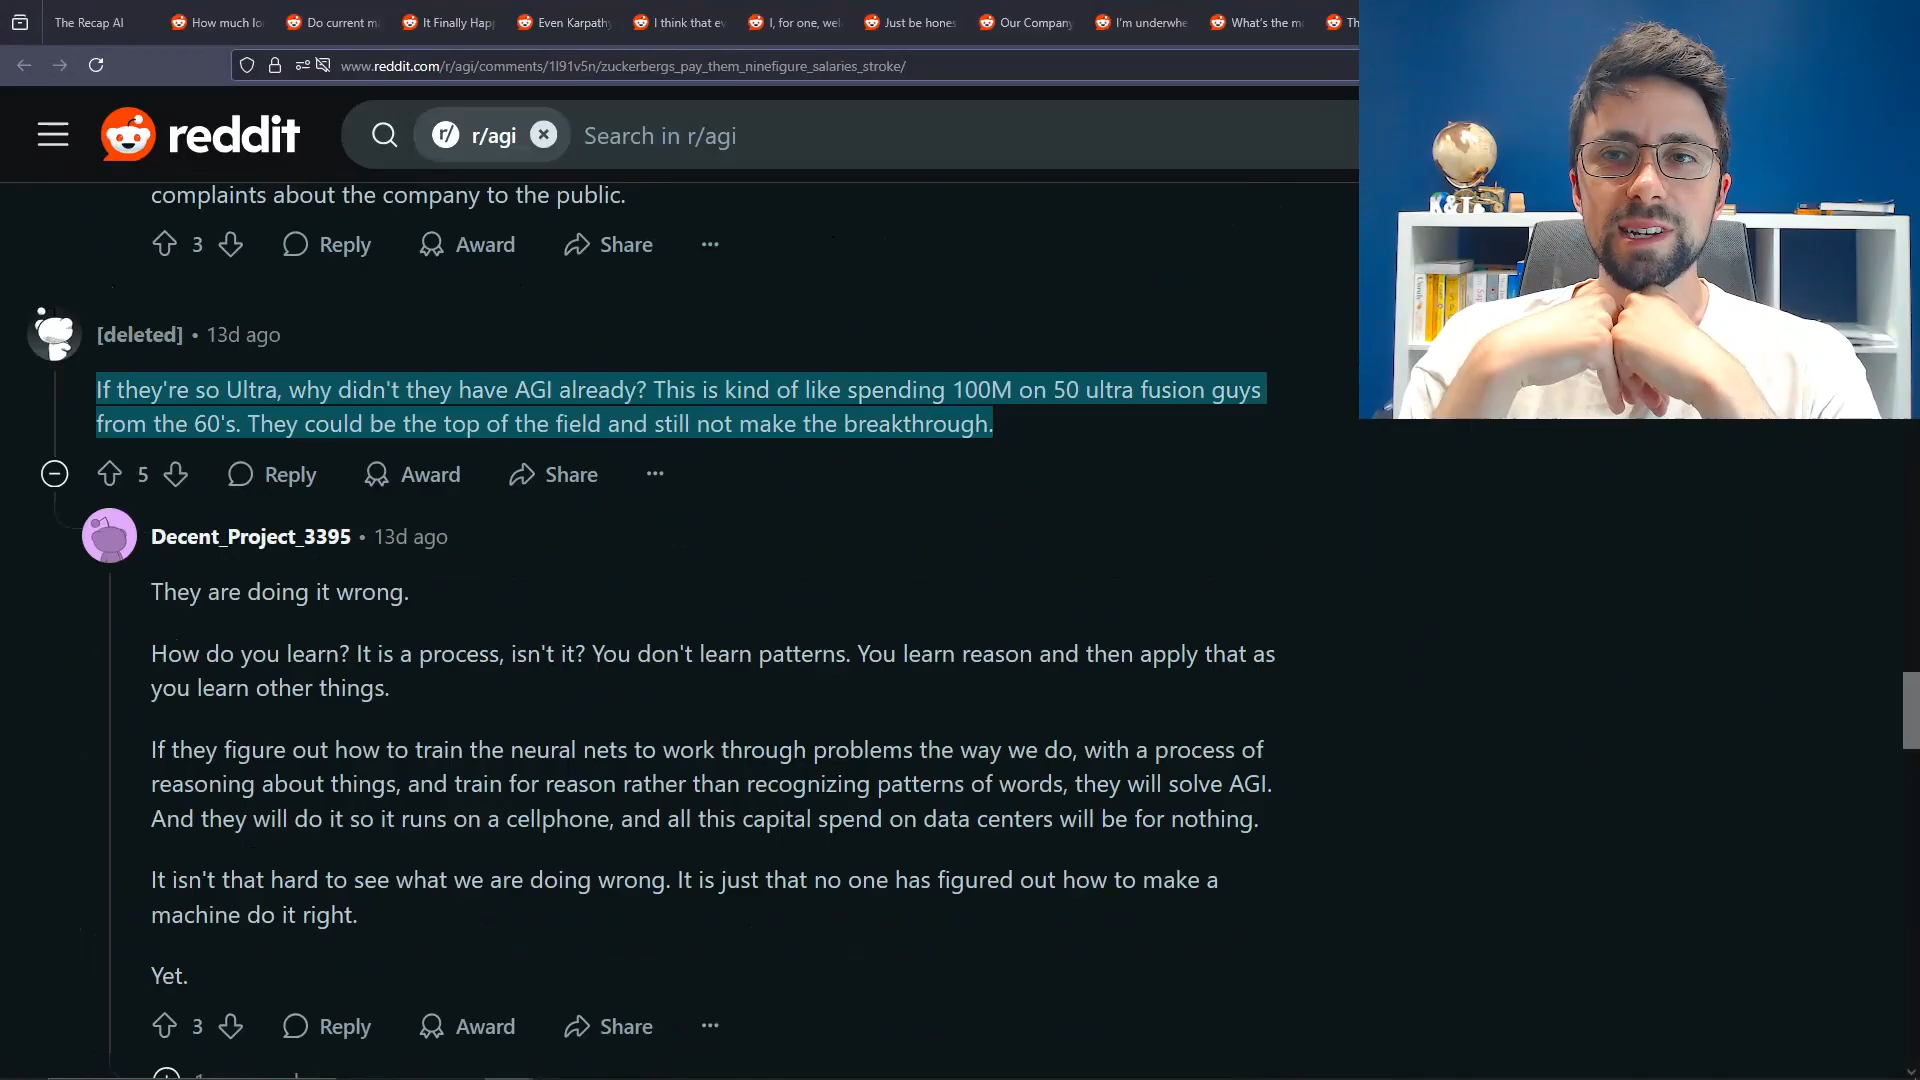 The Recap AI
How much lo
Do current m
It Finally Hap
Even Karpath
I think that ev
I, for one, wel
Just be hones
Our Company
I'm underwhe
What's the m
Th
www.reddit.com/r/agi/comments/1l91v5n/zuckerbergs_pay_them_ninefigure_salaries_stroke/
reddit
r/ r/agi Search in r/agi
K&T
complaints about the company to the public.
3 Reply Award Share
[deleted] • 13d ago
If they're so Ultra, why didn't they have AGI already? This is kind of like spending 100M on 50 ultra fusion guys
from the 60's. They could be the top of the field and still not make the breakthrough.
5 Reply Award Share
Decent_Project_3395 • 13d ago
They are doing it wrong.
How do you learn? It is a process, isn't it? You don't learn patterns. You learn reason and then apply that as
you learn other things.
If they figure out how to train the neural nets to work through problems the way we do, with a process of
reasoning about things, and train for reason rather than recognizing patterns of words, they will solve AGI.
And they will do it so it runs on a cellphone, and all this capital spend on data centers will be for nothing.
It isn't that hard to see what we are doing wrong. It is just that no one has figured out how to make a
machine do it right.
Yet.
3 Reply Award Share